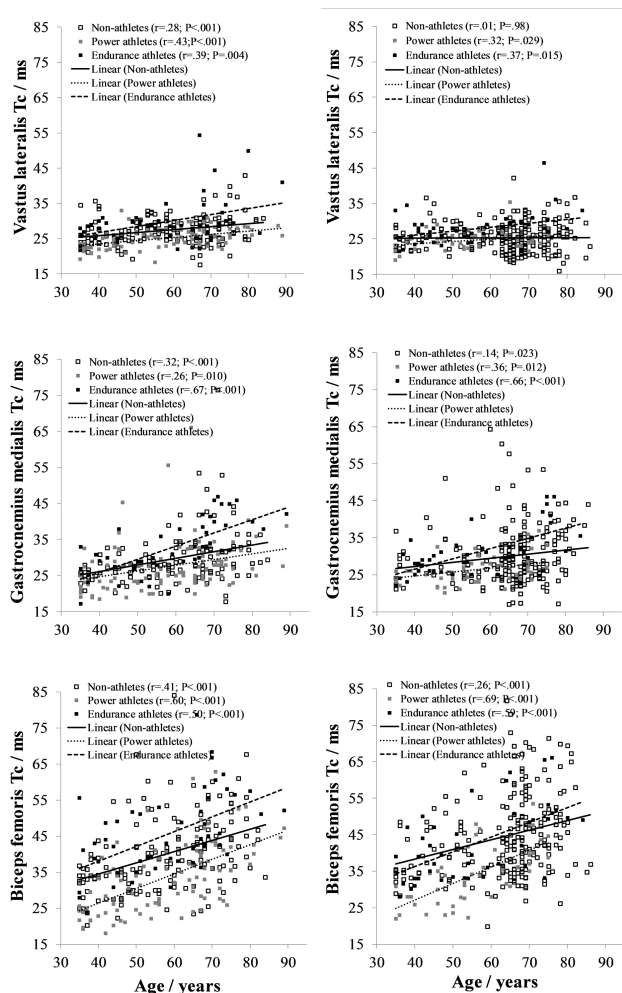 Non-athletes (r=.28; P<.001)
Power athletes (r=.43;P<.001)
Endurance athletes (r=.39; P=.004)
Linear (Non-athletes)
Linear (Power athletes)
Linear (Endurance athletes)
Vastus lateralis Tc / ms
85
75
65
55
45
35
25
15
30 40 50 60 70 80 90
Non-athletes (r=.01; P=.98)
Power athletes (r=.32; P=.029)
Endurance athletes (r=.37; P=.015)
Linear (Non-athletes)
Linear (Power athletes)
Linear (Endurance athletes)
Vastus lateralis Tc / ms
85
75
65
55
45
35
25
15
30 40 50 60 70 80 90
Non-athletes (r=.32; P<.001)
Power athletes (r=.26; P=.010)
Endurance athletes (r=.67; P<.001)
Linear (Non-athletes)
Linear (Power athletes)
Linear (Endurance athletes)
Gastrocnemius medialis Tc / ms
85
75
65
55
45
35
25
15
30 40 50 60 70 80 90
Non-athletes (r=.14; P=.023)
Power athletes (r=.36; P=.012)
Endurance athletes (r=.66; P<.001)
Linear (Non-athletes)
Linear (Power athletes)
Linear (Endurance athletes)
Gastrocnemius medialis Tc / ms
85
75
65
55
45
35
25
15
30 40 50 60 70 80 90
Non-athletes (r=.41; P<.001)
Power athletes (r=.60; P<.001)
Endurance athletes (r=.50; P<.001)
Linear (Non-athletes)
Linear (Power athletes)
Linear (Endurance athletes)
Biceps femoris Tc / ms
85
75
65
55
45
35
25
15
30 40 50 60 70 80 90
Age / years
Non-athletes (r=.26; P<.001)
Power athletes (r=.69; P<.001)
Endurance athletes (r=.59; P<.001)
Linear (Non-athletes)
Linear (Power athletes)
Linear (Endurance athletes)
Biceps femoris Tc / ms
85
75
65
55
45
35
25
15
30 40 50 60 70 80 90
Age / years